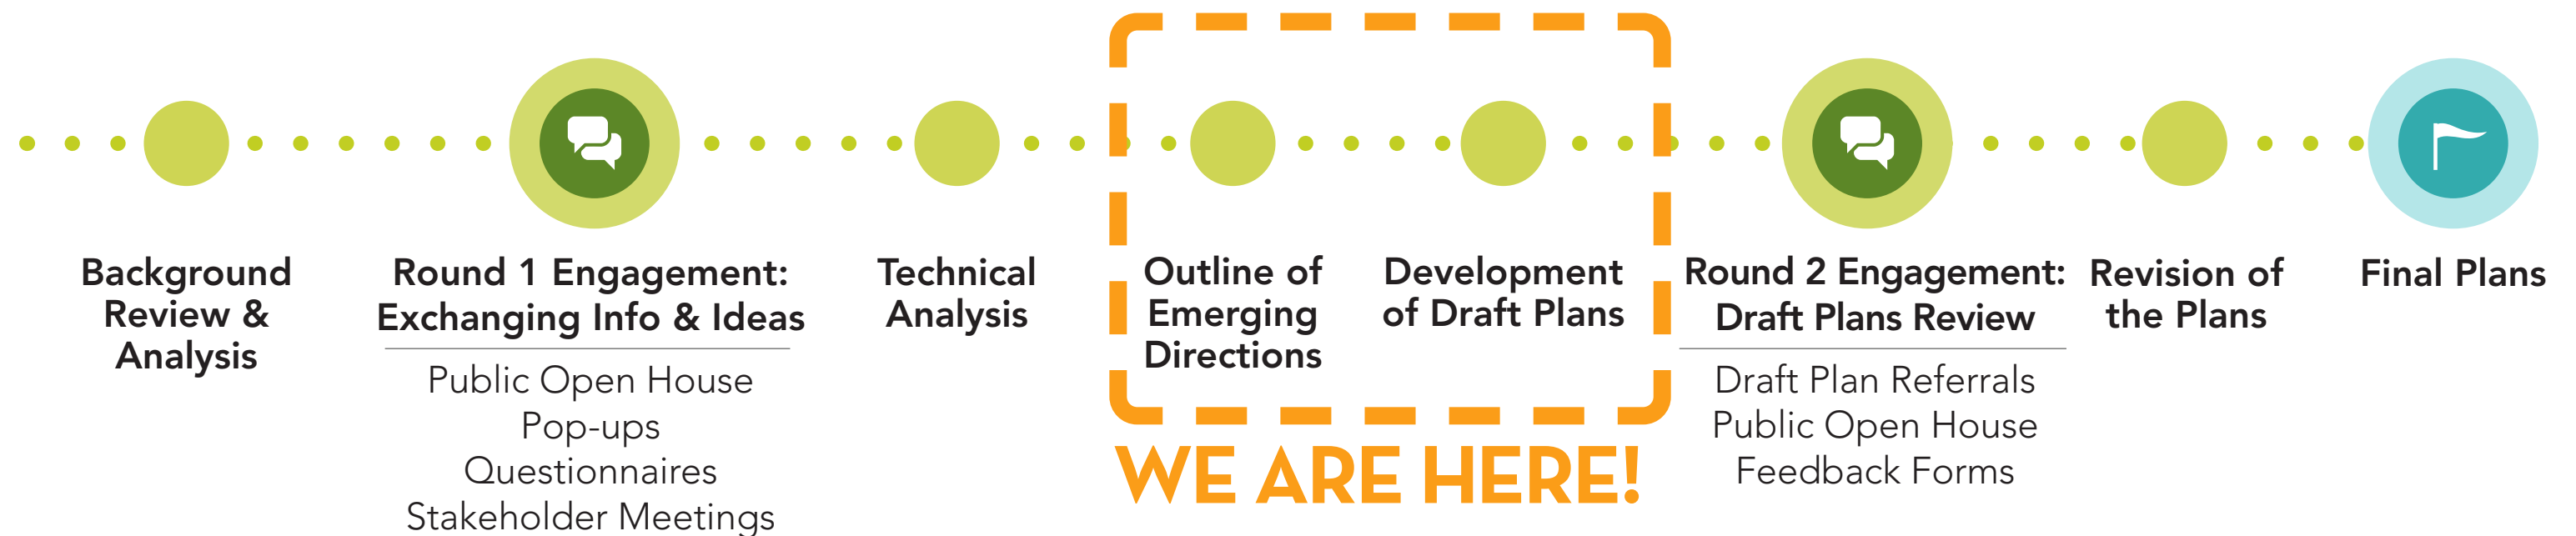 Background
Review &
Analysis
Round 1 Engagement:
Exchanging Info & Ideas
Public Open House
Pop-ups
Questionnaires
Stakeholder Meetings
Technical
Analysis
Outline of
Emerging
Directions
Development
of Draft Plans
WE ARE HERE!
Round 2 Engagement:
Draft Plans Review
Draft Plan Referrals
Public Open House
Feedback Forms
Revision of
the Plans
Final Plans